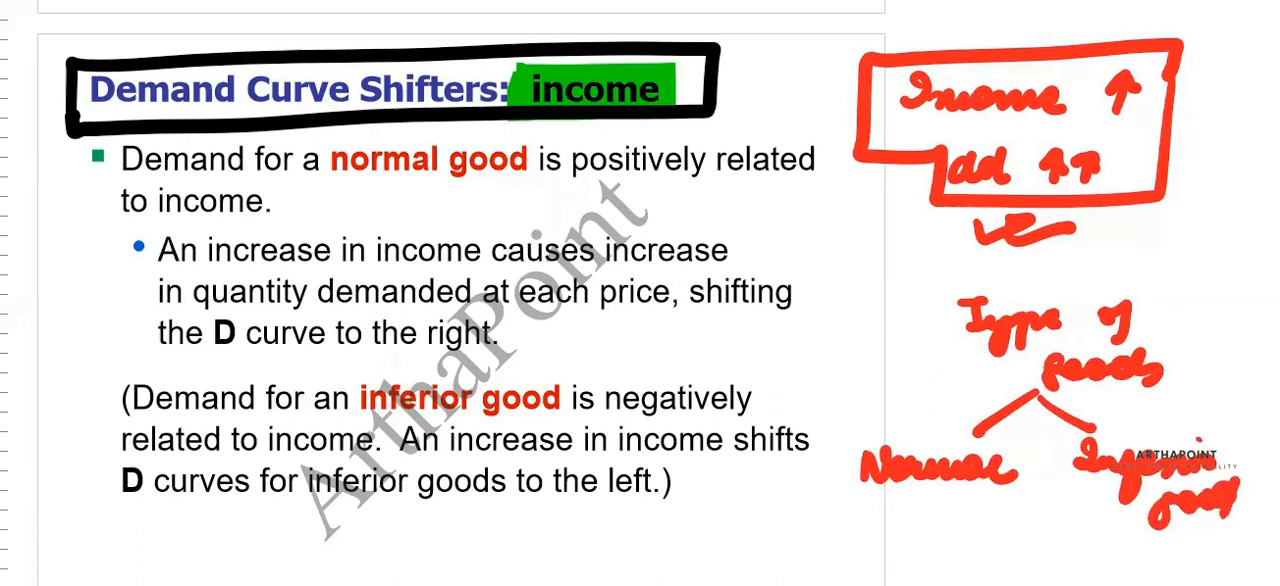 Demand Curve Shifters: income
Demand for a normal good is positively related
to income.
An increase in income causes increase
in quantity demanded at each price, shifting
the D curve to the right.
(Demand for an inferior good is negatively
related to income. An increase in income shifts
D curves for inferior goods to the left.)
ArthaPoint
Income ↑
dd ↑↑
Type of
goods
Normal
Inferior
good
ARTHAPOINT